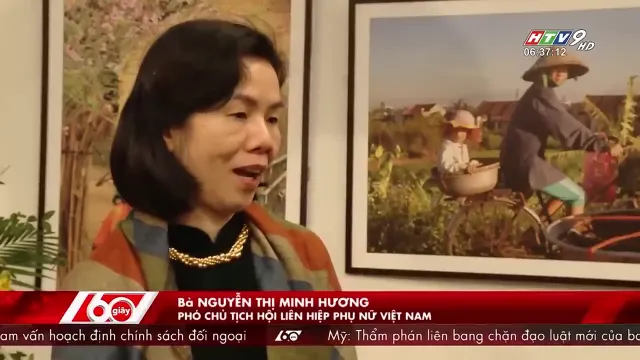 HTV9 HD
06:37:12
Bà NGUYỄN THỊ MINH HƯƠNG
PHÓ CHỦ TỊCH HỘI LIÊN HIỆP PHỤ NỮ VIỆT NAM
60 giây
am vấn hoạch định chính sách đối ngoại 60 giây Mỹ: Thẩm phán liên bang chặn đạo luật mới của b